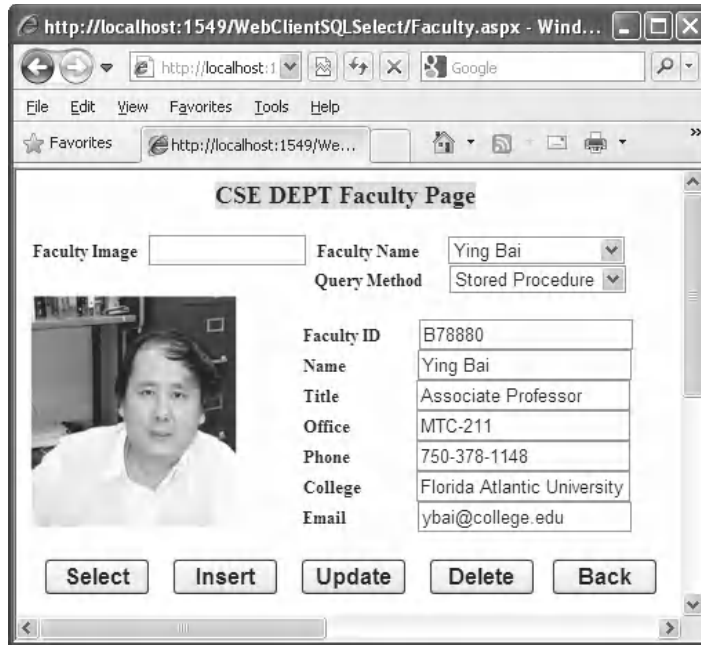 http://localhost:1549/WebClientSQLSelect/Faculty.aspx - Wind...
http://localhost:1
Google
File Edit View Favorites Tools Help
Favorites
http://localhost:1549/We...
»
CSE DEPT Faculty Page
Faculty Image
Faculty Name Ying Bai
Query Method Stored Procedure
Faculty ID B78880
Name Ying Bai
Title Associate Professor
Office MTC-211
Phone 750-378-1148
College Florida Atlantic University
Email ybai@college.edu
Select Insert Update Delete Back